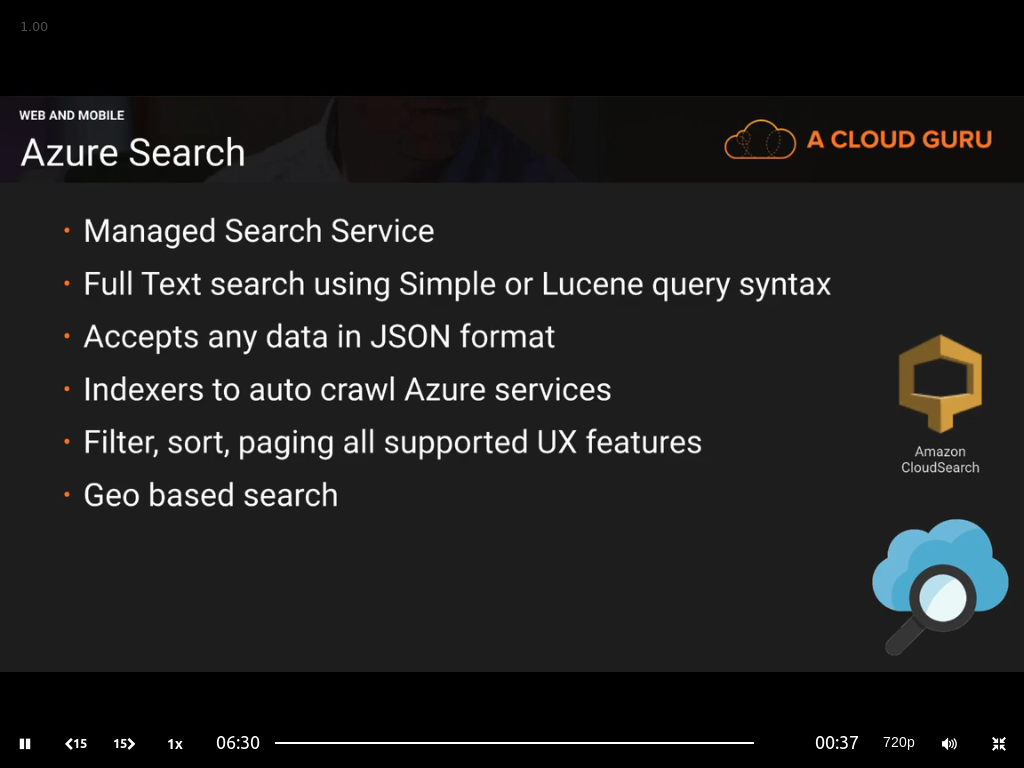 1.00
WEB AND MOBILE
Azure Search
A CLOUD GURU
• Managed Search Service
• Full Text search using Simple or Lucene query syntax
• Accepts any data in JSON format
• Indexers to auto crawl Azure services
• Filter, sort, paging all supported UX features
• Geo based search
Amazon
CloudSearch
15 15 1x 06:30 00:37 720p